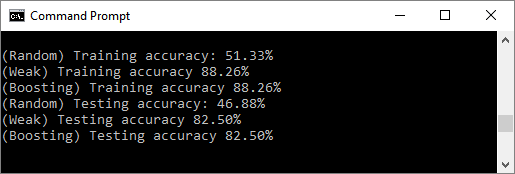 Command Prompt
(Random) Training accuracy: 51.33%
(Weak) Training accuracy 88.26%
(Boosting) Training accuracy 88.26%
(Random) Testing accuracy: 46.88%
(Weak) Testing accuracy 82.50%
(Boosting) Testing accuracy 82.50%